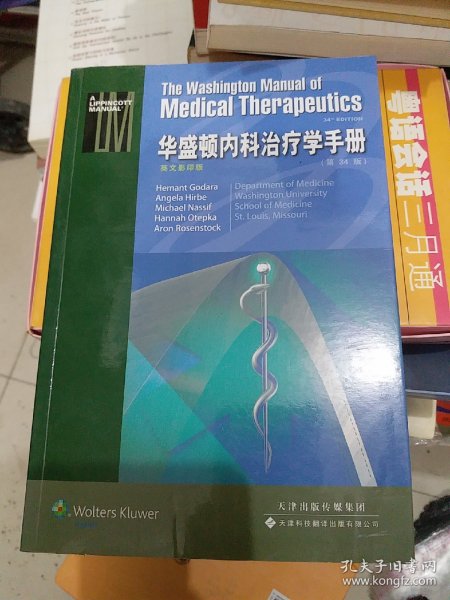 A
LIPPINCOTT
MANUAL
LM
The Washington Manual of
Medical Therapeutics
34TH EDITION
华盛顿内科治疗学手册
英文影印版
(第 34 版)
Hemant Godara
Angela Hirbe
Michael Nassif
Hannah Otepka
Aron Rosenstock
Department of Medicine
Washington University
School of Medicine
St. Louis, Missouri
Wolters Kluwer
天津出版传媒集团
天津科技翻译出版有限公司
粤语会话三月通
孔夫子旧书网
www.kongfz.com